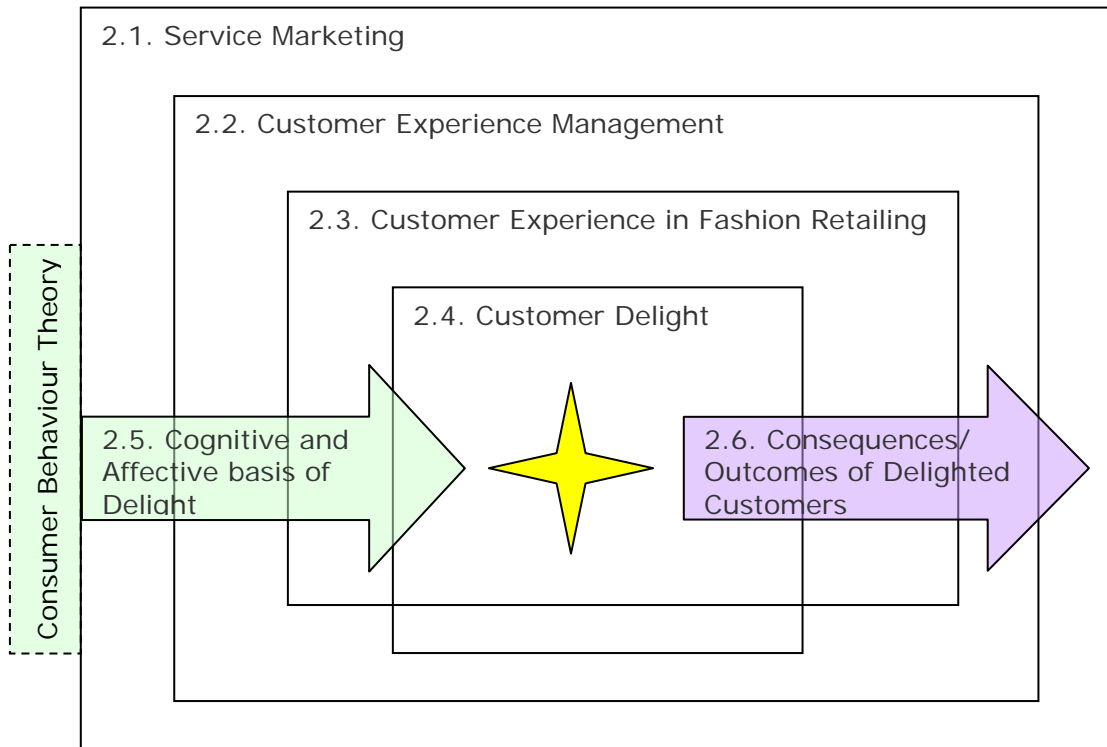 2.1. Service Marketing
2.2. Customer Experience Management
2.3. Customer Experience in Fashion Retailing
2.4. Customer Delight
Consumer Behaviour Theory
2.5. Cognitive and
Affective basis of
Delight
2.6. Consequences/
Outcomes of Delighted
Customers